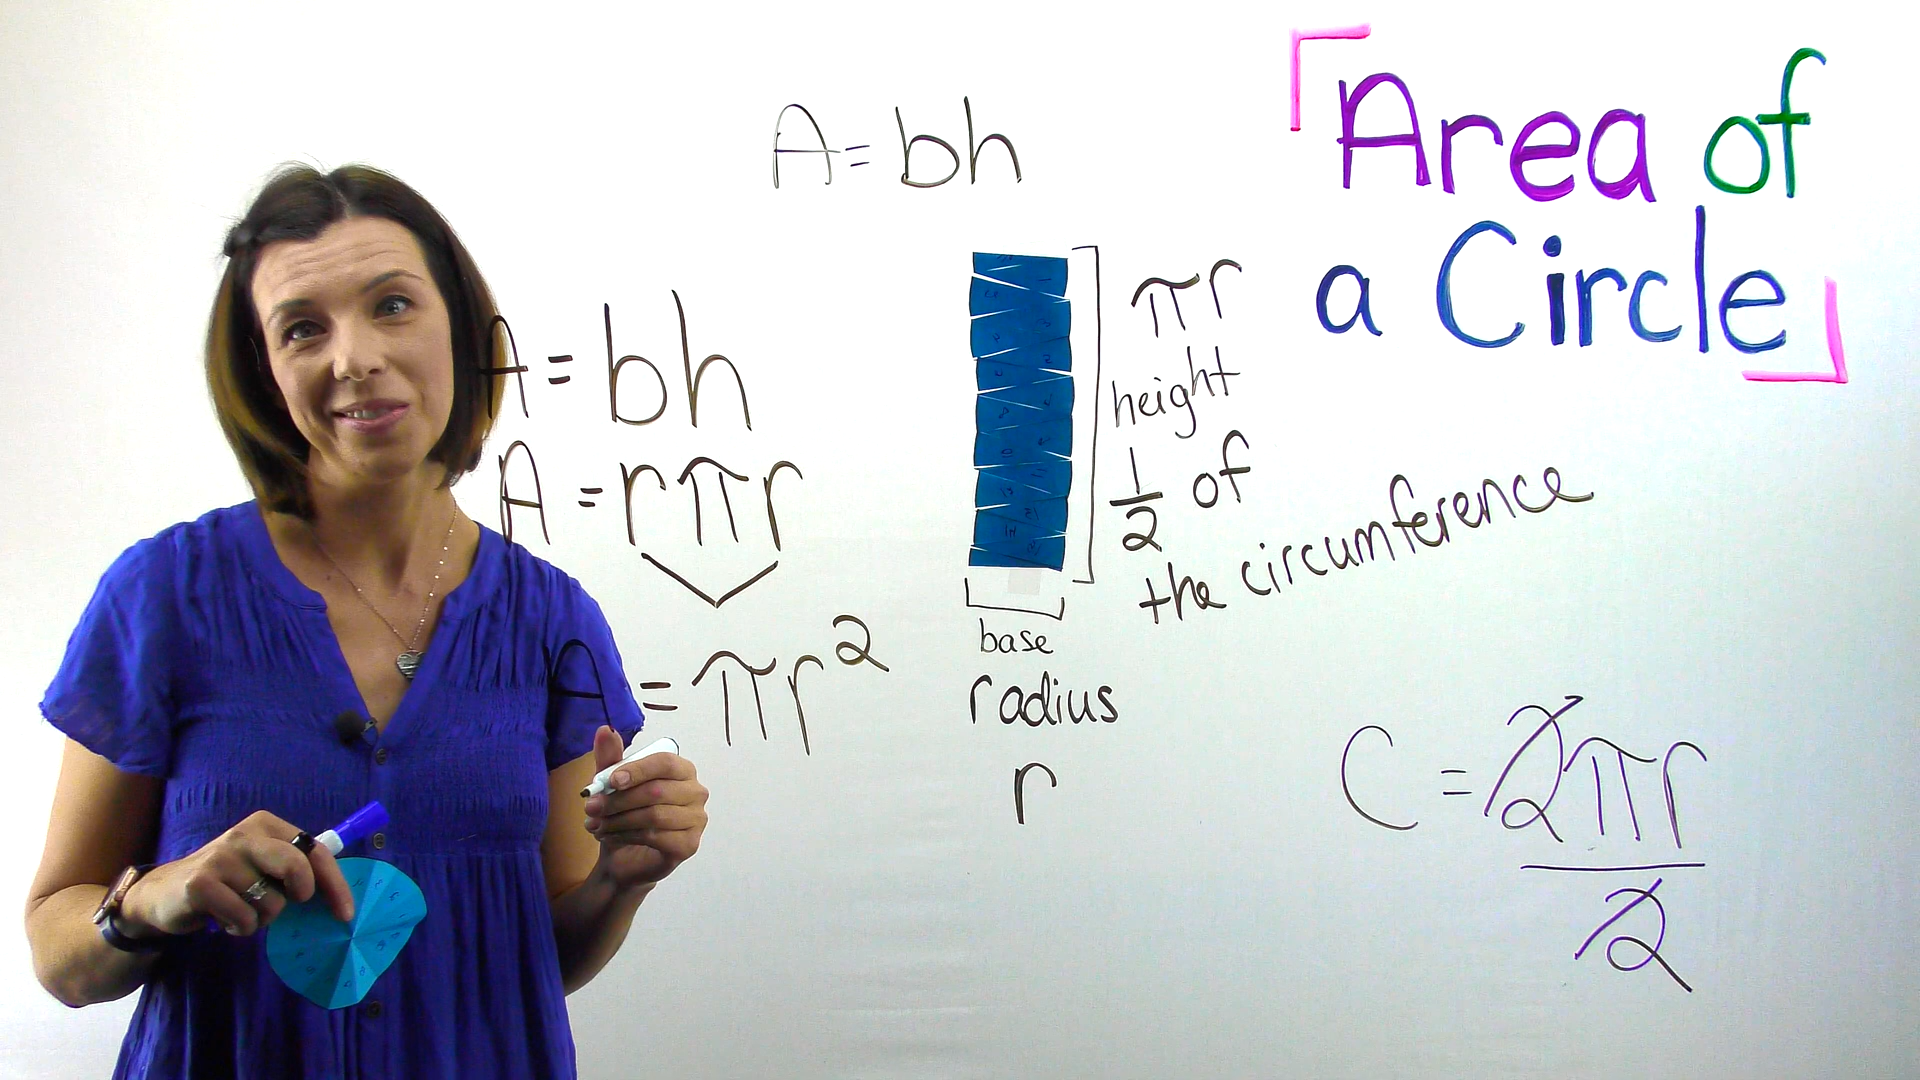 Area of
a Circle
A = bh
A = bh
A = rπr
A = πr²
πr
height
1/2 of
the circumference
base
radius
r
C = 2πr
2